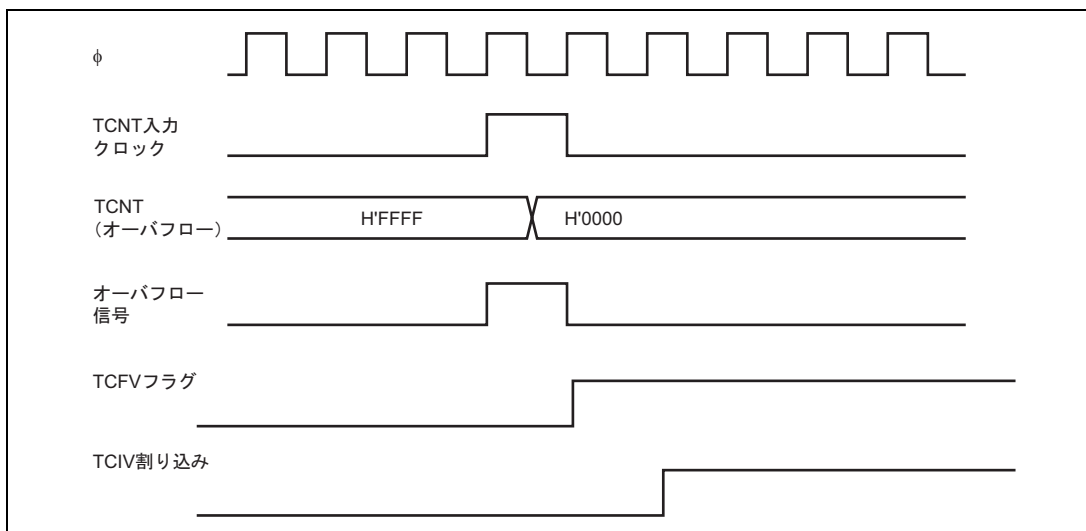 φ
TCNT入力
クロック
TCNT
（オーバフロー）
H'FFFF
H'0000
オーバフロー
信号
TCFVフラグ
TCIV割り込み